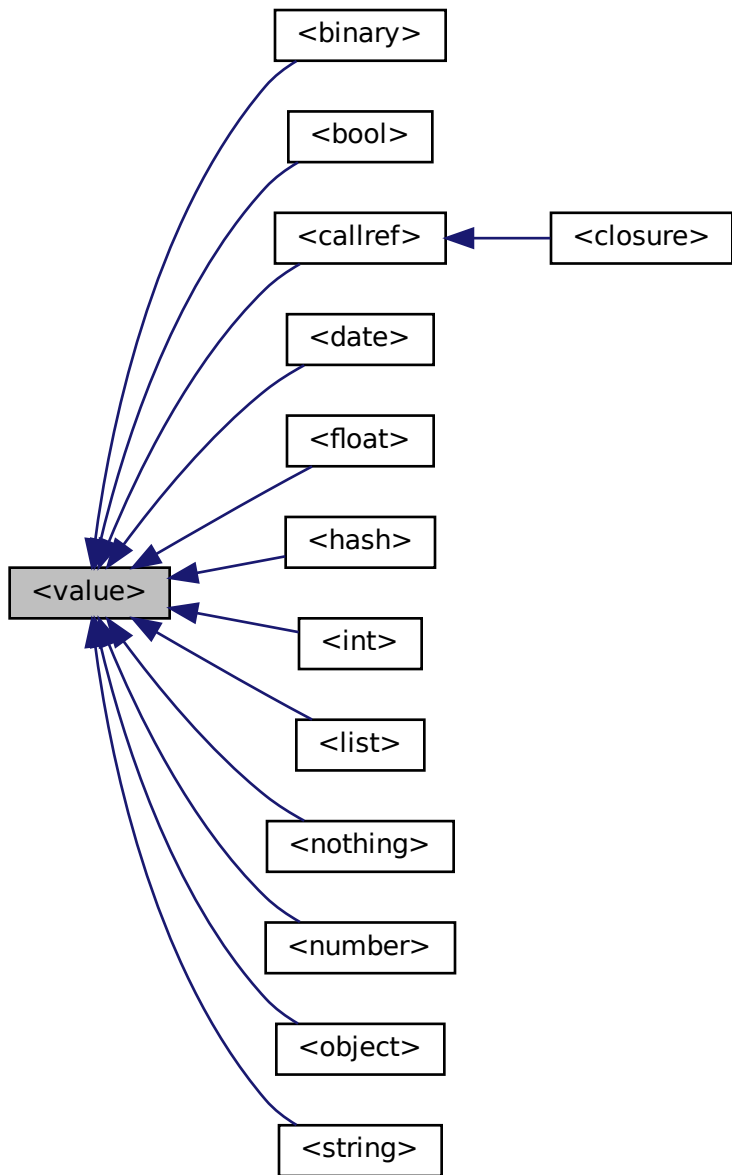 <binary>
<bool>
<callref>
<closure>
<date>
<float>
<hash>
<value>
<int>
<list>
<nothing>
<number>
<object>
<string>